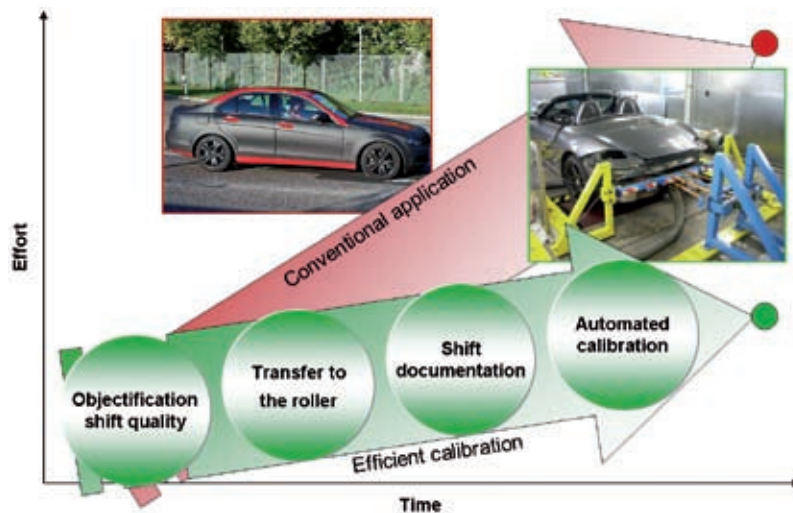 Effort
Conventional application
Objectification
shift quality
Transfer to
the roller
Shift
documentation
Automated
calibration
Efficient calibration
Time